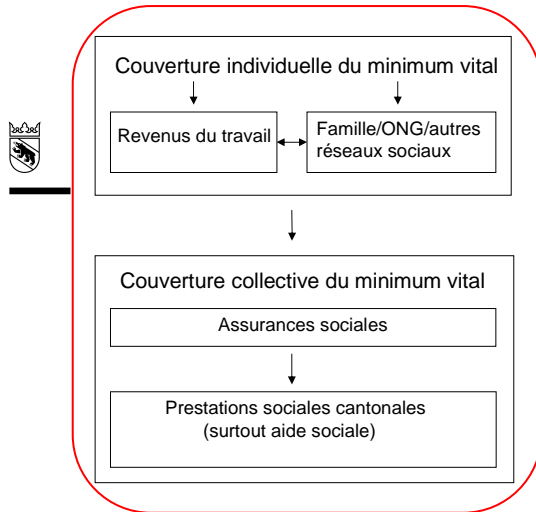 Couverture individuelle du minimum vital
Revenus du travail
Famille/ONG/autres
réseaux sociaux
Couverture collective du minimum vital
Assurances sociales
Prestations sociales cantonales
(surtout aide sociale)